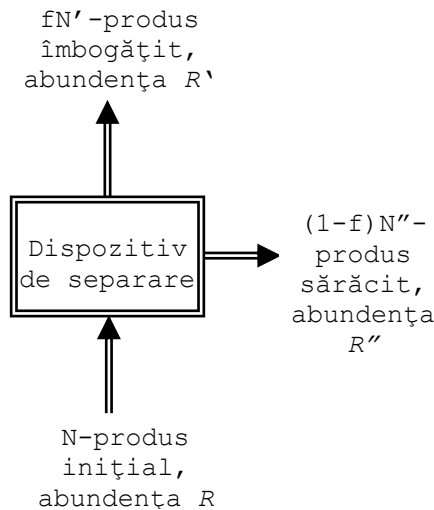 fN′-produs
îmbogăţit,
abundenţa R‛
Dispozitiv
de separare
(1-f)N″-
produs
sărăcit,
abundenţa
R″
N-produs
iniţial,
abundenţa R